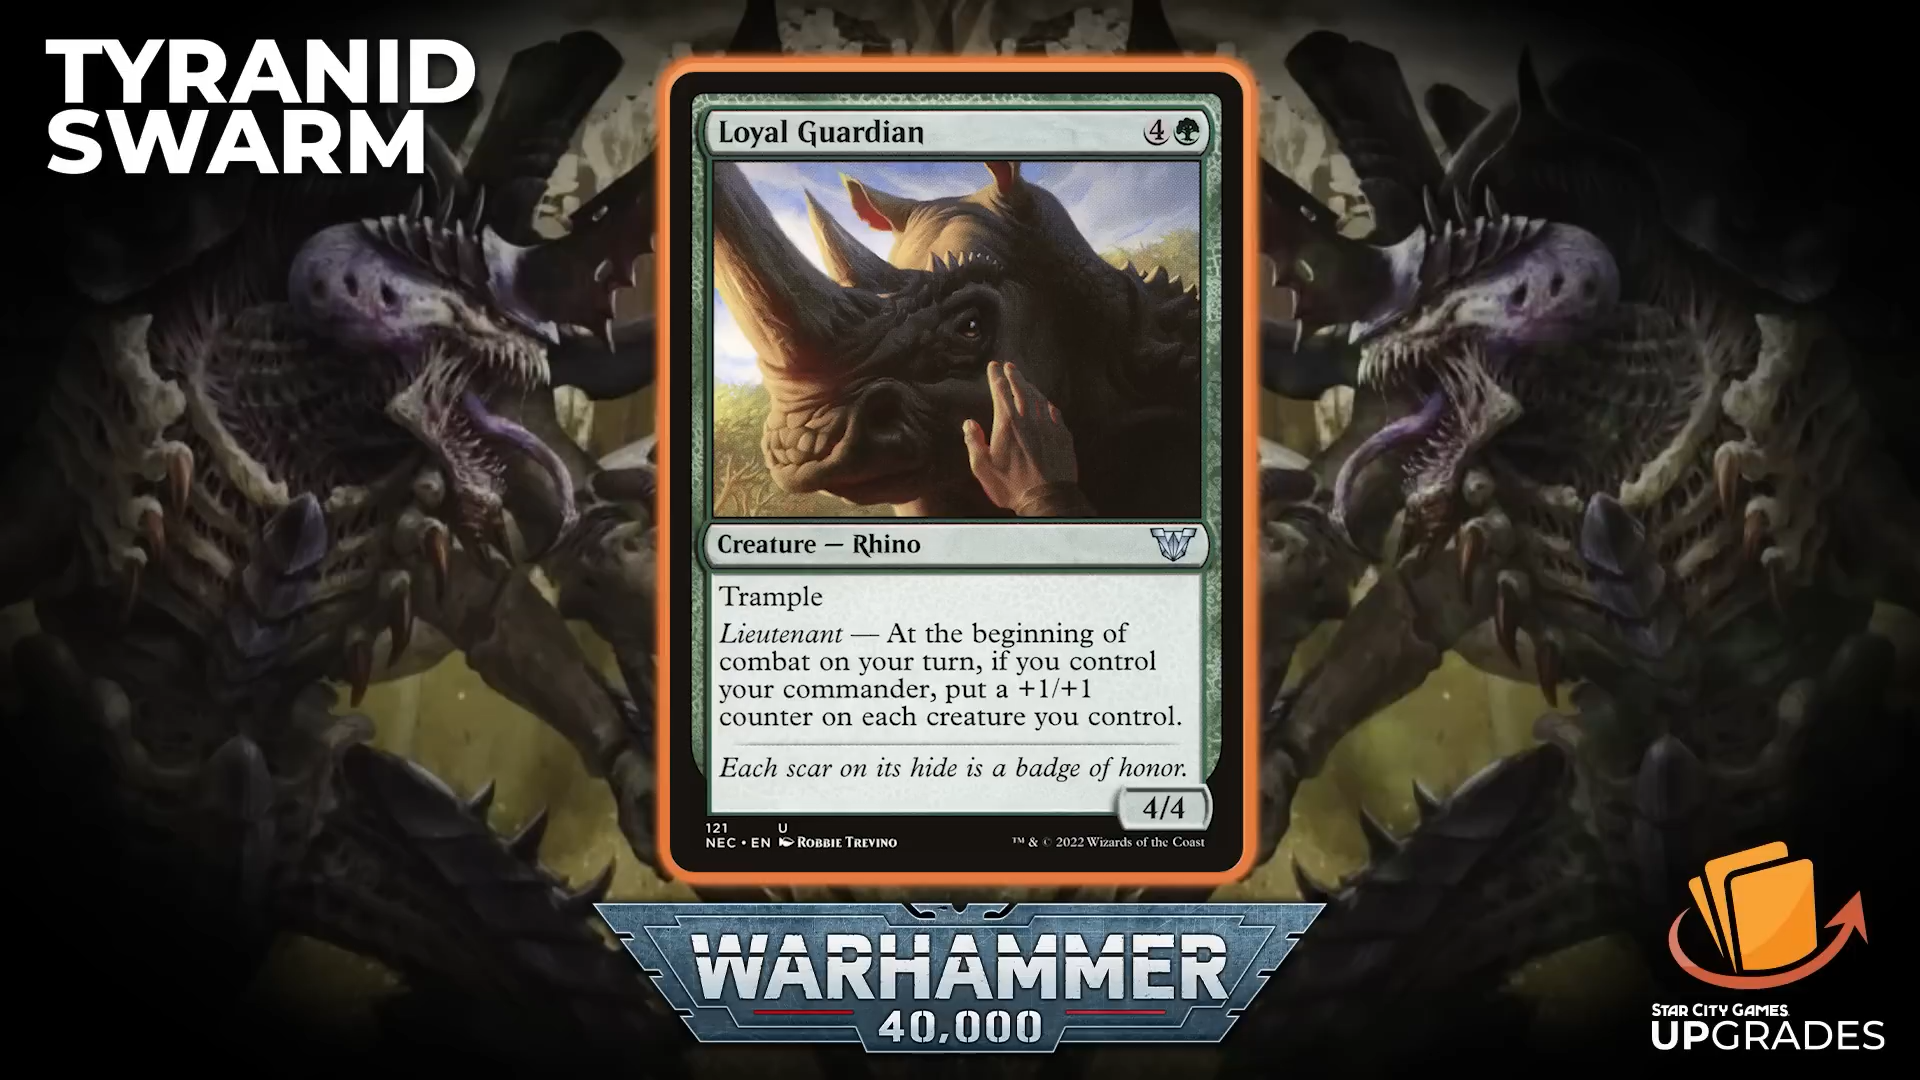 TYRANID
SWARM
Loyal Guardian 4
Creature — Rhino
Trample
Lieutenant — At the beginning of
combat on your turn, if you control
your commander, put a +1/+1
counter on each creature you control.
Each scar on its hide is a badge of honor.
4/4
121 U
NEC • EN ROBBIE TREVINO
™ & © 2022 Wizards of the Coast
WARHAMMER
40,000
STAR CITY GAMES
UPGRADES